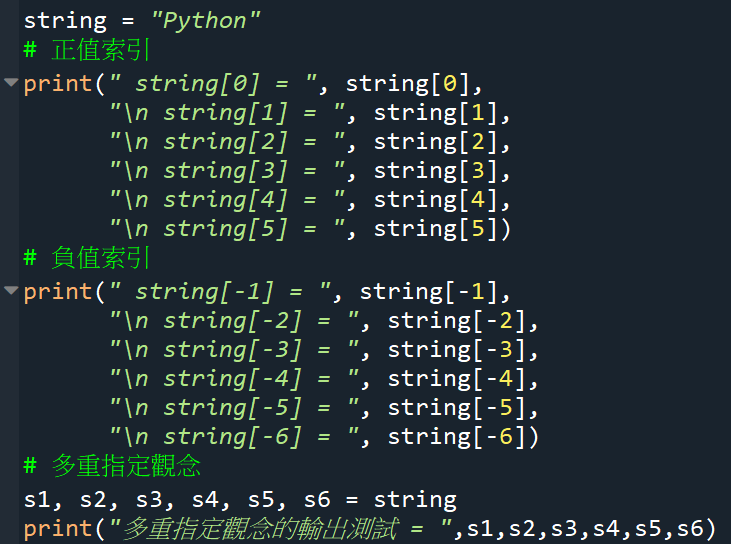 string = "Python"
# 正值索引
print(" string[0] = ", string[0],
      "\n string[1] = ", string[1],
      "\n string[2] = ", string[2],
      "\n string[3] = ", string[3],
      "\n string[4] = ", string[4],
      "\n string[5] = ", string[5])
# 負值索引
print(" string[-1] = ", string[-1],
      "\n string[-2] = ", string[-2],
      "\n string[-3] = ", string[-3],
      "\n string[-4] = ", string[-4],
      "\n string[-5] = ", string[-5],
      "\n string[-6] = ", string[-6])
# 多重指定觀念
s1, s2, s3, s4, s5, s6 = string
print("多重指定觀念的輸出測試 = ",s1,s2,s3,s4,s5,s6)